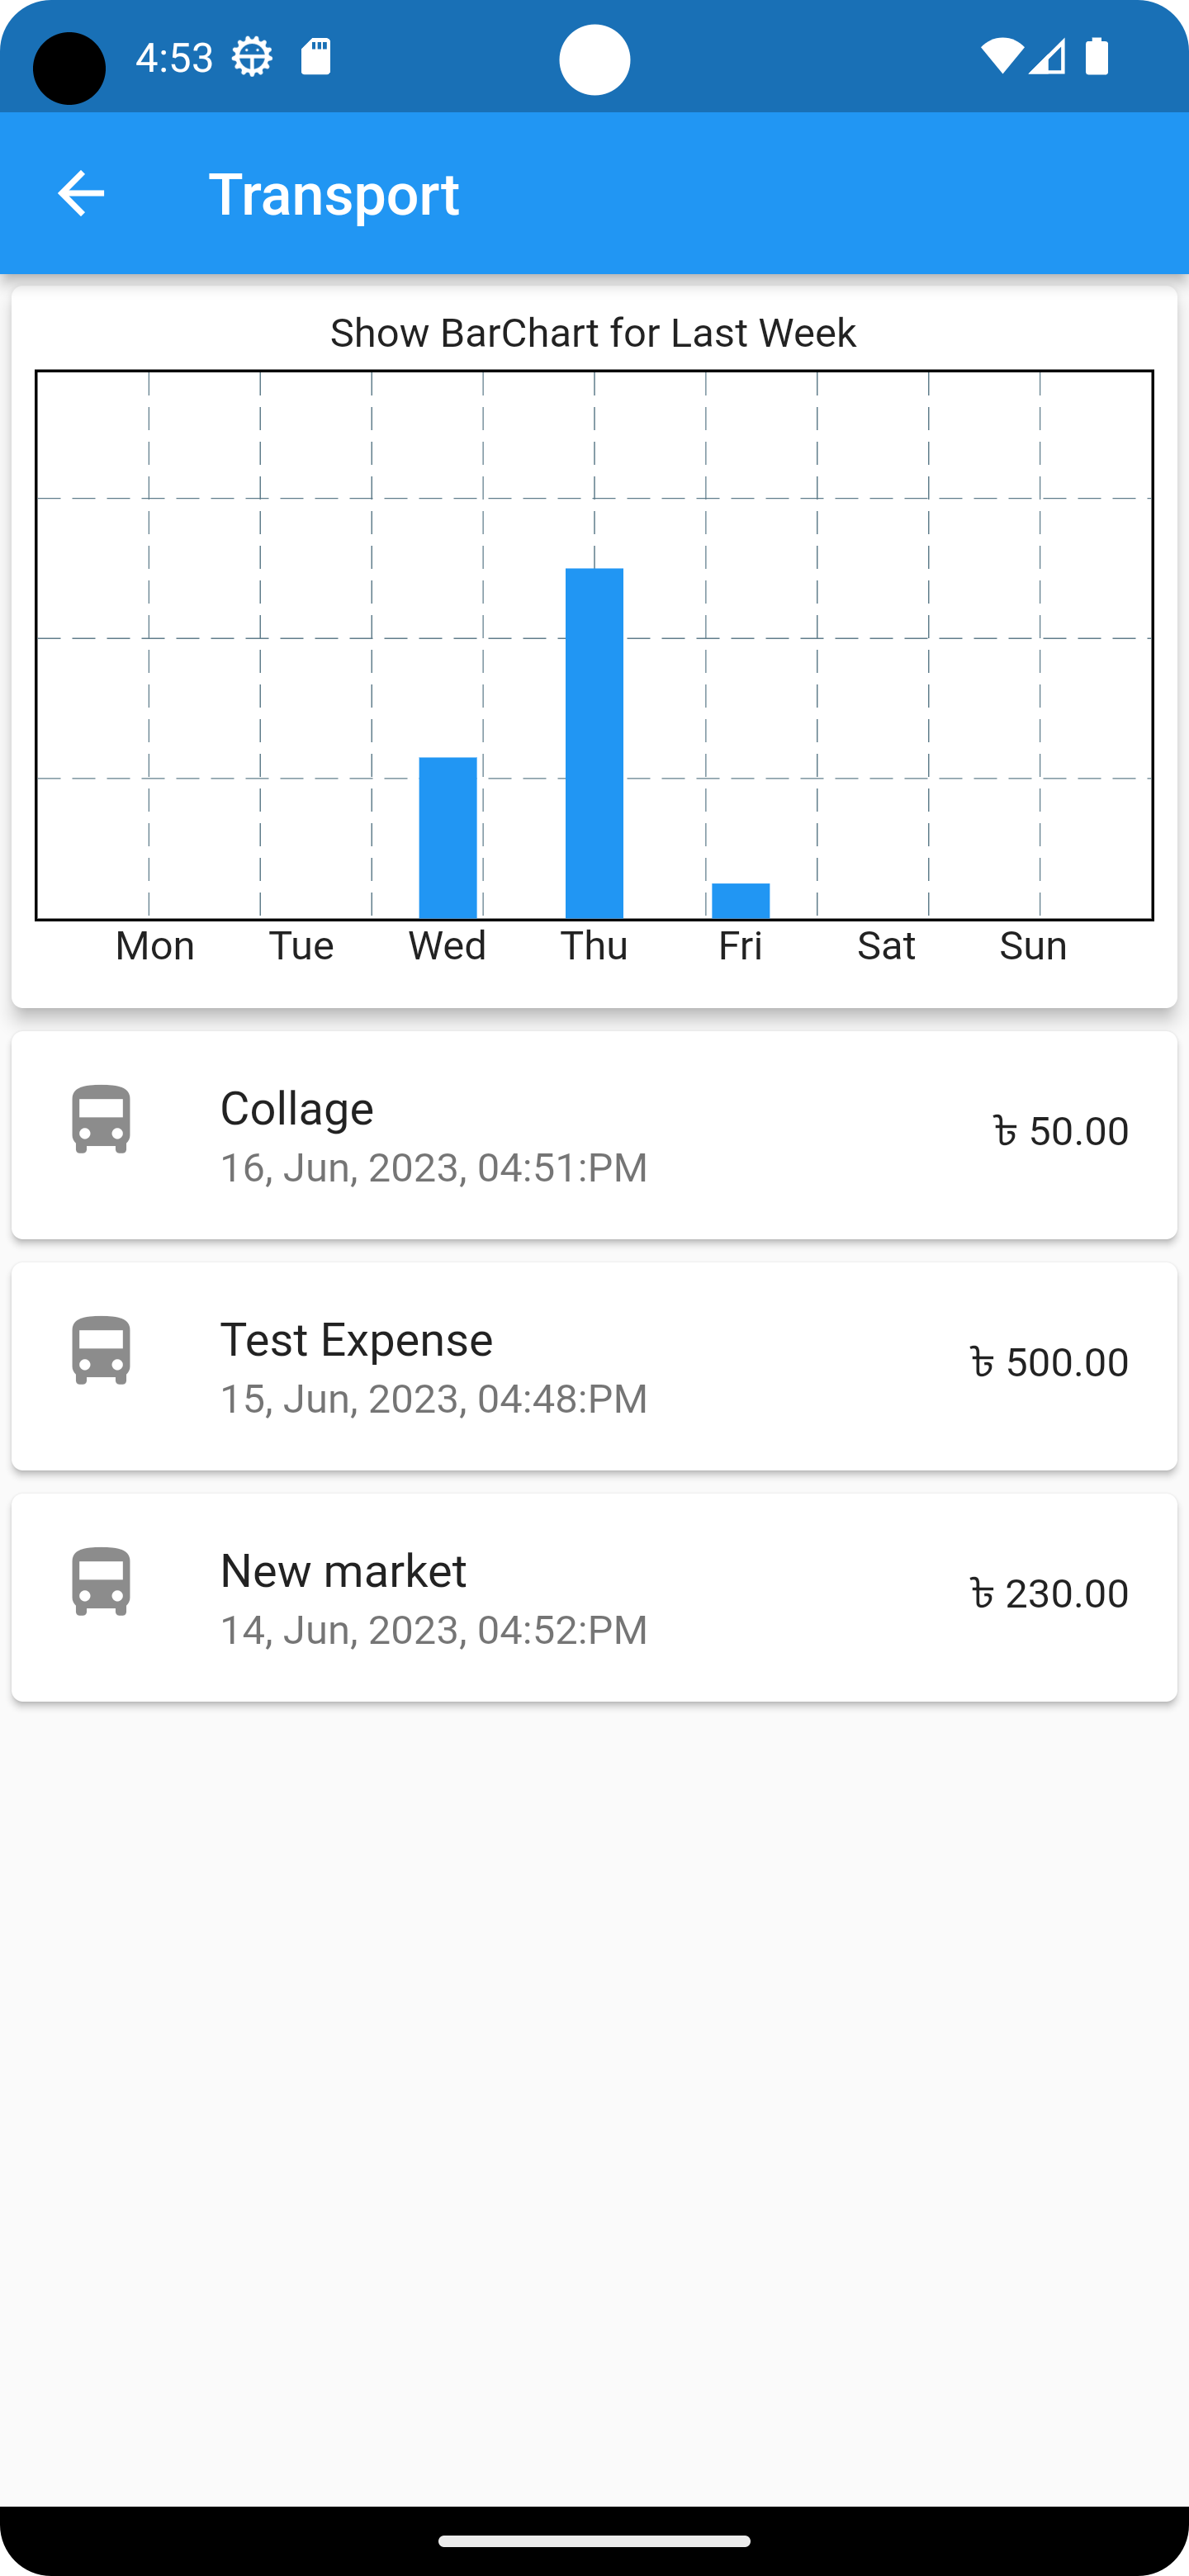 4:53
Transport
Show BarChart for Last Week
Mon Tue Wed Thu Fri Sat Sun
Collage
৳ 50.00
16, Jun, 2023, 04:51:PM
Test Expense
৳ 500.00
15, Jun, 2023, 04:48:PM
New market
৳ 230.00
14, Jun, 2023, 04:52:PM